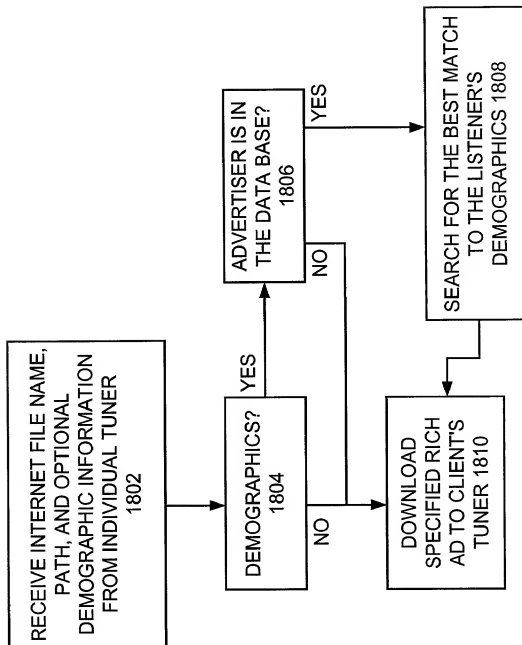 RECEIVE INTERNET FILE NAME,
PATH, AND OPTIONAL
DEMOGRAPHIC INFORMATION
FROM INDIVIDUAL TUNER
1802
DEMOGRAPHICS?
1804
YES
NO
ADVERTISER IS IN
THE DATA BASE?
1806
NO
YES
SEARCH FOR THE BEST MATCH
TO THE LISTENER'S
DEMOGRAPHICS 1808
DOWNLOAD
SPECIFIED RICH
AD TO CLIENT'S
TUNER 1810